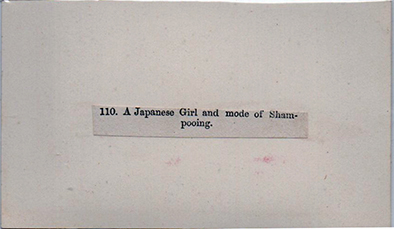 110. A Japanese Girl and mode of Sham-
pooing.